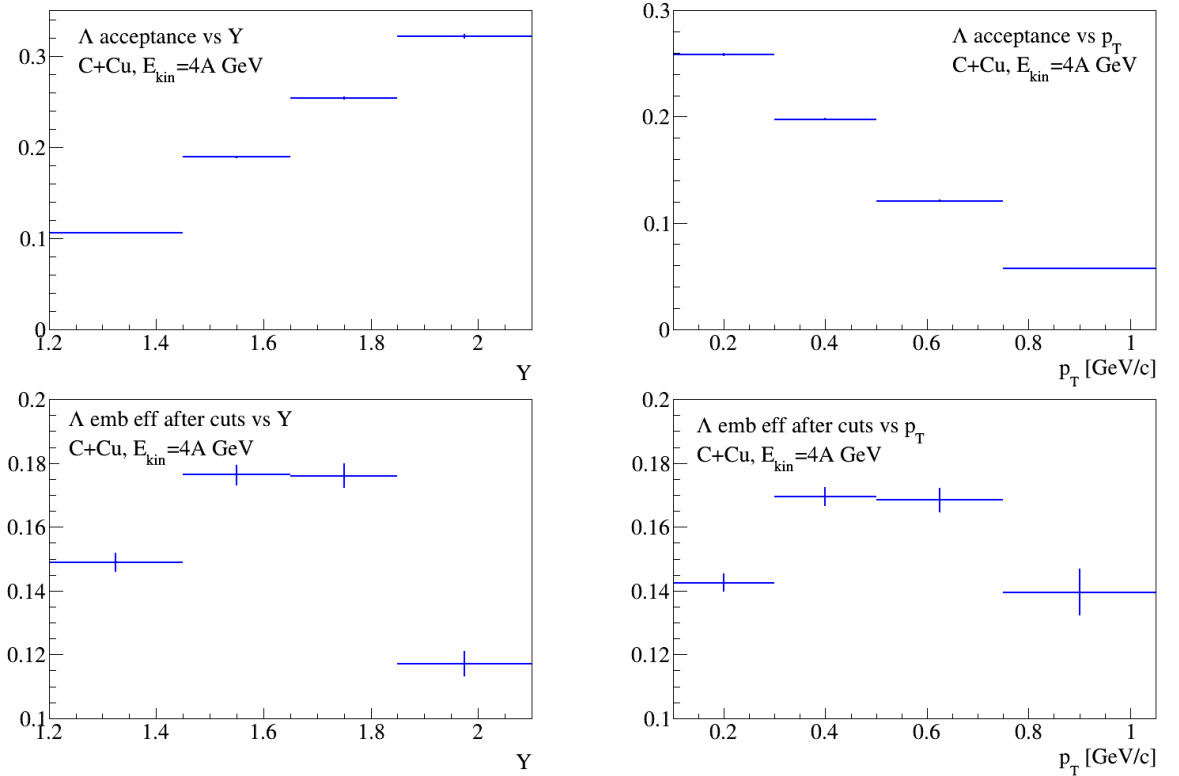 Λ acceptance vs Y
C+Cu, E_kin=4A GeV
0.3
0.2
0.1
0
1.2 1.4 1.6 1.8 2
Y
Λ acceptance vs p_T
C+Cu, E_kin=4A GeV
0.3
0.2
0.1
0
0.2 0.4 0.6 0.8 1
p_T [GeV/c]
Λ emb eff after cuts vs Y
C+Cu, E_kin=4A GeV
0.2
0.18
0.16
0.14
0.12
0.1
1.2 1.4 1.6 1.8 2
Y
Λ emb eff after cuts vs p_T
C+Cu, E_kin=4A GeV
0.2
0.18
0.16
0.14
0.12
0.1
0.2 0.4 0.6 0.8 1
p_T [GeV/c]